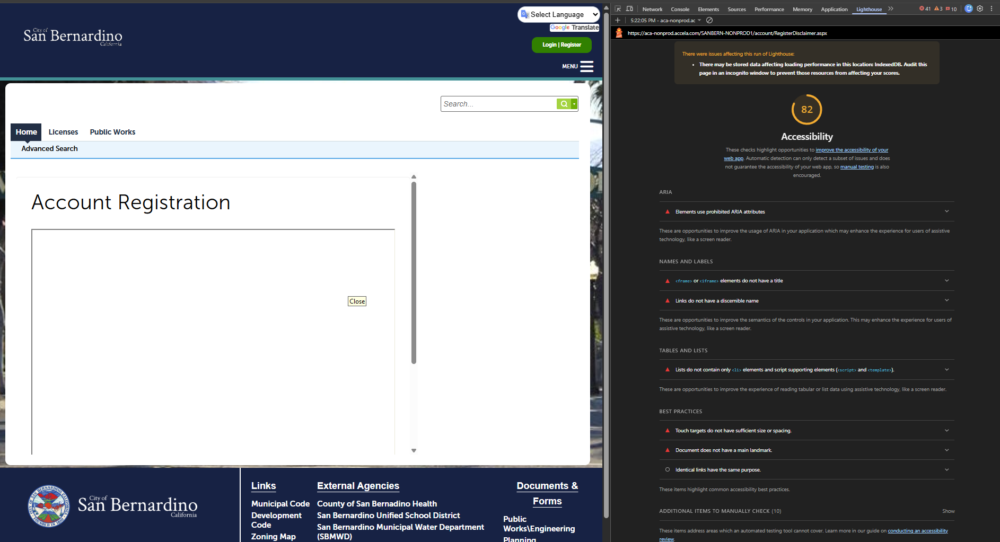 City of
San Bernardino
California
Select Language
Google Translate
Login | Register
MENU
Search...
Home
Licenses
Public Works
Advanced Search
Account Registration
Close
City of
San Bernardino
California
Links
Municipal Code
Development
Code
Zoning Map
External Agencies
County of San Bernadino Health
San Bernardino Unified School District
San Bernardino Municipal Water Department
(SBMWD)
Documents &
Forms
Public
Works\Engineering
Planning
Network
Console
Elements
Sources
Performance
Memory
Application
Lighthouse
41
3
10
5:22:05 PM - aca-nonprod.ac
https://aca-nonprod.accela.com/SANBERN-NONPROD1/account/RegisterDisclaimer.aspx
There were issues affecting this run of Lighthouse:
• There may be stored data affecting loading performance in this location: IndexedDB. Audit this
page in an incognito window to prevent those resources from affecting your scores.
82
Accessibility
These checks highlight opportunities to improve the accessibility of your
web app. Automatic detection can only detect a subset of issues and does
not guarantee the accessibility of your web app, so manual testing is also
encouraged.
ARIA
Elements use prohibited ARIA attributes
These are opportunities to improve the usage of ARIA in your application which may enhance the experience for users of assistive
technology, like a screen reader.
NAMES AND LABELS
<frame> or <iframe> elements do not have a title
Links do not have a discernible name
These are opportunities to improve the semantics of the controls in your application. This may enhance the experience for users of
assistive technology, like a screen reader.
TABLES AND LISTS
Lists do not contain only <li> elements and script supporting elements (<script> and <template>).
These are opportunities to improve the experience of reading tabular or list data using assistive technology, like a screen reader.
BEST PRACTICES
Touch targets do not have sufficient size or spacing.
Document does not have a main landmark.
Identical links have the same purpose.
These items highlight common accessibility best practices.
ADDITIONAL ITEMS TO MANUALLY CHECK (10)
Show
These items address areas which an automated testing tool cannot cover. Learn more in our guide on conducting an accessibility
review.